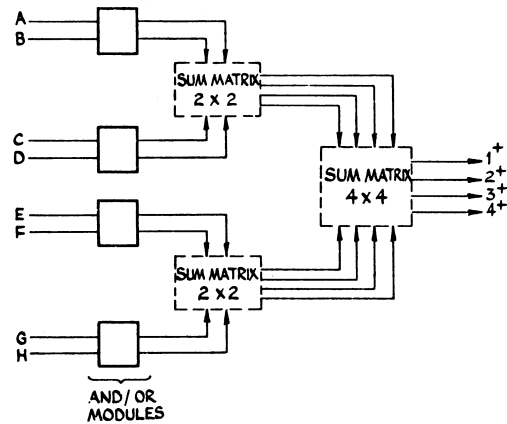 A
B
SUM MATRIX
2 x 2
C
D
SUM MATRIX
4 x 4
1+
2+
3+
4+
E
F
SUM MATRIX
2 x 2
G
H
AND/OR
MODULES